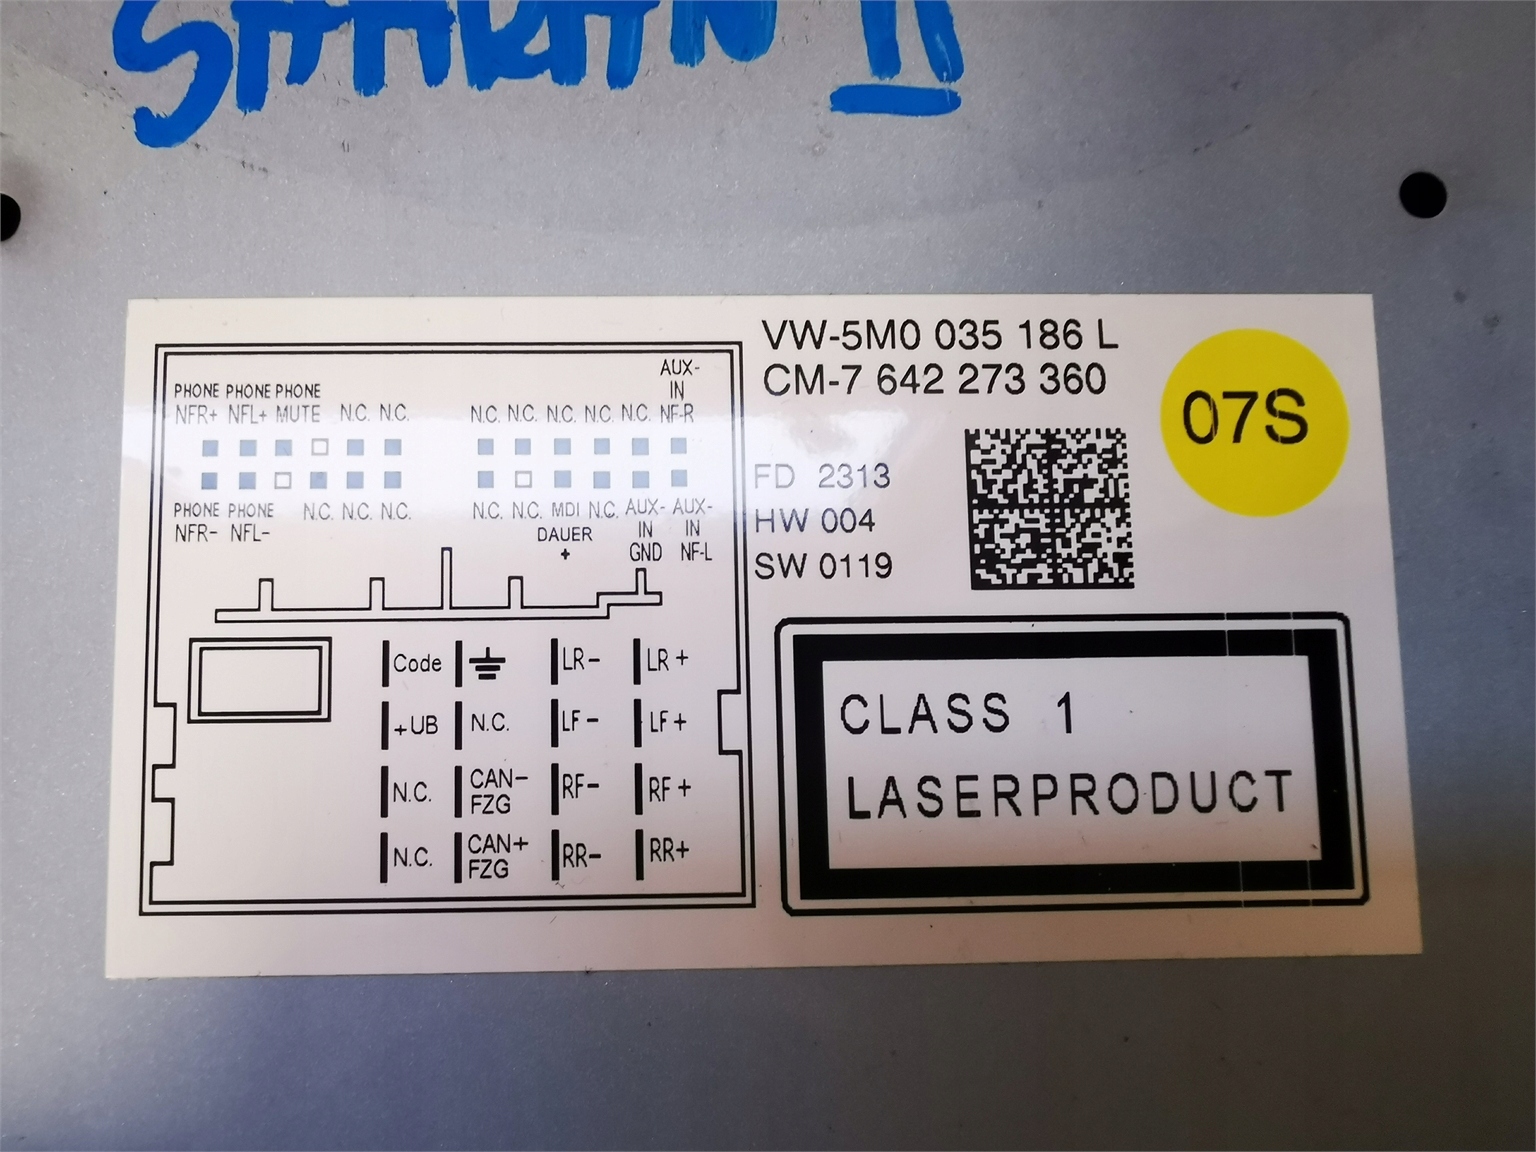 SHARAN II
VW-5M0 035 186 L
CM-7 642 273 360
07S
FD 2313
HW 004
SW 0119
CLASS 1
LASERPRODUCT
AUX-
IN
PHONE PHONE PHONE
NFR+ NFL+ MUTE N.C. N.C. N.C. N.C. N.C. N.C. N.C. NF-R
PHONE PHONE N.C. N.C. N.C. N.C. N.C. MDI N.C. AUX- AUX-
NFR- NFL- DAUER IN IN
+ GND NF-L
Code LR- LR+
+UB N.C. LF- LF+
N.C. CAN- RF- RF+
FZG
N.C. CAN+ RR- RR+
FZG